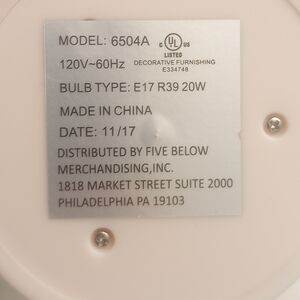 MODEL: 6504A
c UL US
LISTED
DECORATIVE FURNISHING
E334748
120V~60Hz
BULB TYPE: E17 R39 20W
MADE IN CHINA
DATE: 11/17
DISTRIBUTED BY FIVE BELOW
MERCHANDISING,INC.
1818 MARKET STREET SUITE 2000
PHILADELPHIA PA 19103